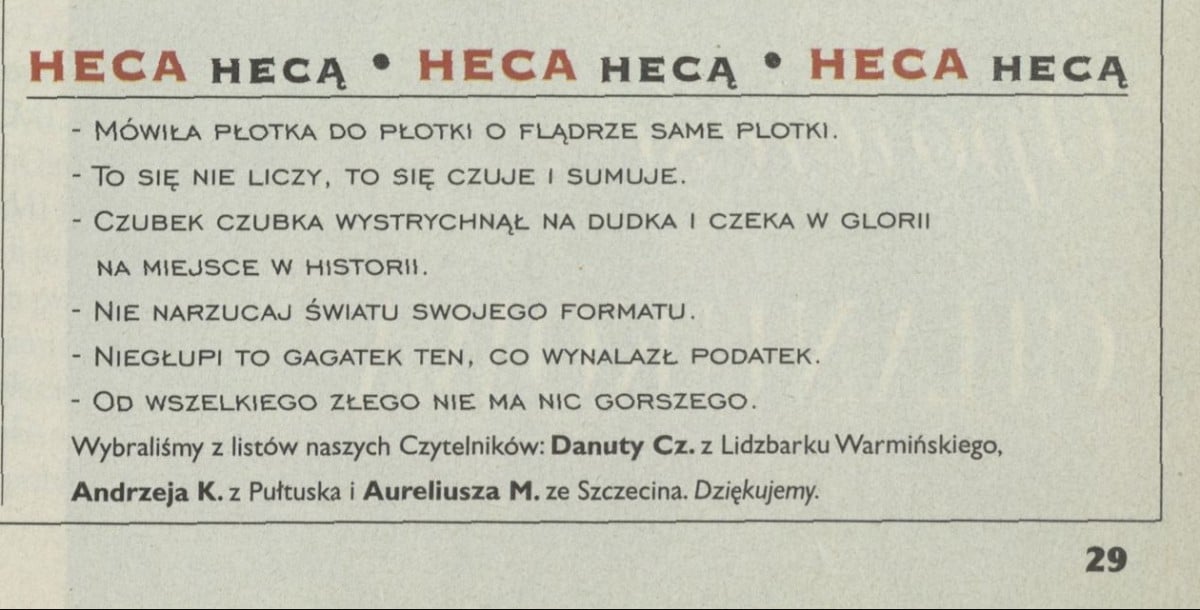 HECA HECĄ • HECA HECĄ • HECA HECĄ
- MÓWIŁA PŁOTKA DO PŁOTKI O FLĄDRZE SAME PLOTKI.
- TO SIĘ NIE LICZY, TO SIĘ CZUJE I SUMUJE.
- CZUBEK CZUBKA WYSTRYCHNĄŁ NA DUDKA I CZEKA W GLORII
NA MIEJSCE W HISTORII.
- NIE NARZUCAJ ŚWIATU SWOJEGO FORMATU.
- NIEGŁUPI TO GAGATEK TEN, CO WYNALAZŁ PODATEK.
- OD WSZELKIEGO ZŁEGO NIE MA NIC GORSZEGO.
Wybraliśmy z listów naszych Czytelników: Danuty Cz. z Lidzbarku Warmińskiego,
Andrzeja K. z Pułtuska i Aureliusza M. ze Szczecina. Dziękujemy.
29